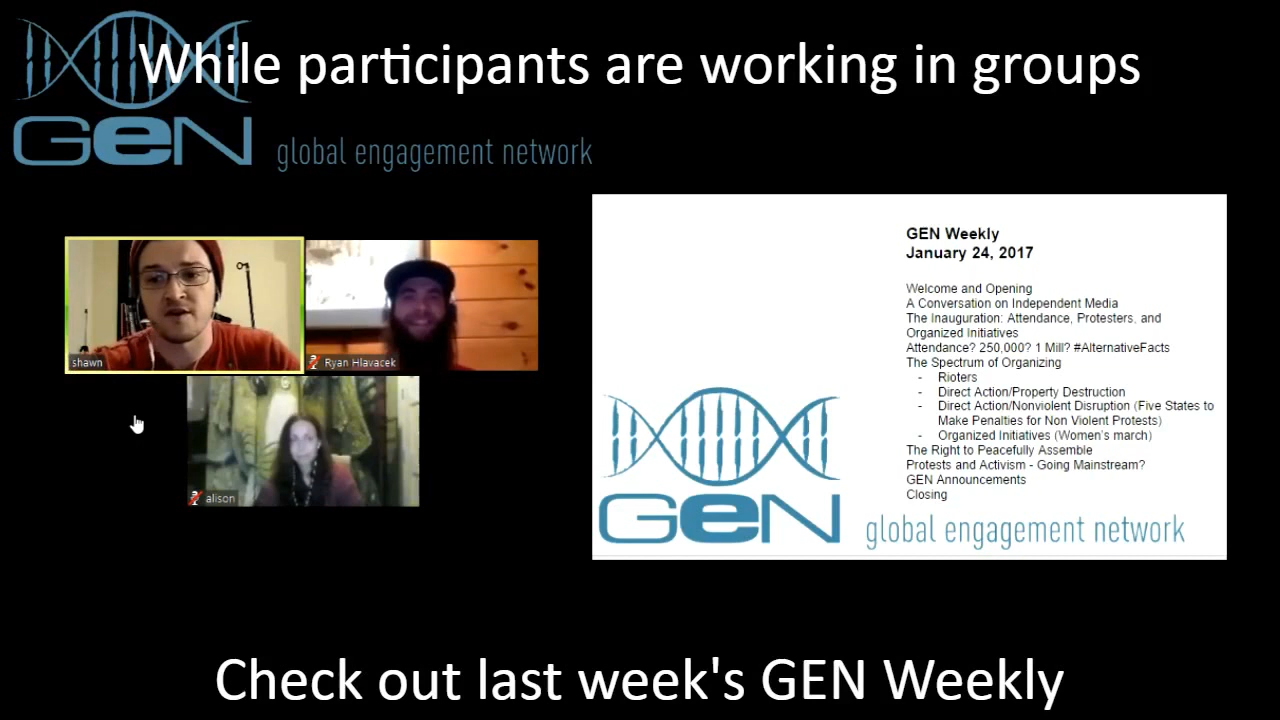 While participants are working in groups
GeN
global engagement network
shawn
Ryan Hlavacek
alison
GEN Weekly
January 24, 2017
Welcome and Opening
A Conversation on Independent Media
The Inauguration: Attendance, Protesters, and
Organized Initiatives
Attendance? 250,000? 1 Mill? #AlternativeFacts
The Spectrum of Organizing
- Rioters
- Direct Action/Property Destruction
- Direct Action/Nonviolent Disruption (Five States to
Make Penalties for Non Violent Protests)
- Organized Initiatives (Women's march)
The Right to Peacefully Assemble
Protests and Activism - Going Mainstream?
GEN Announcements
Closing
GeN
global engagement network
Check out last week's GEN Weekly